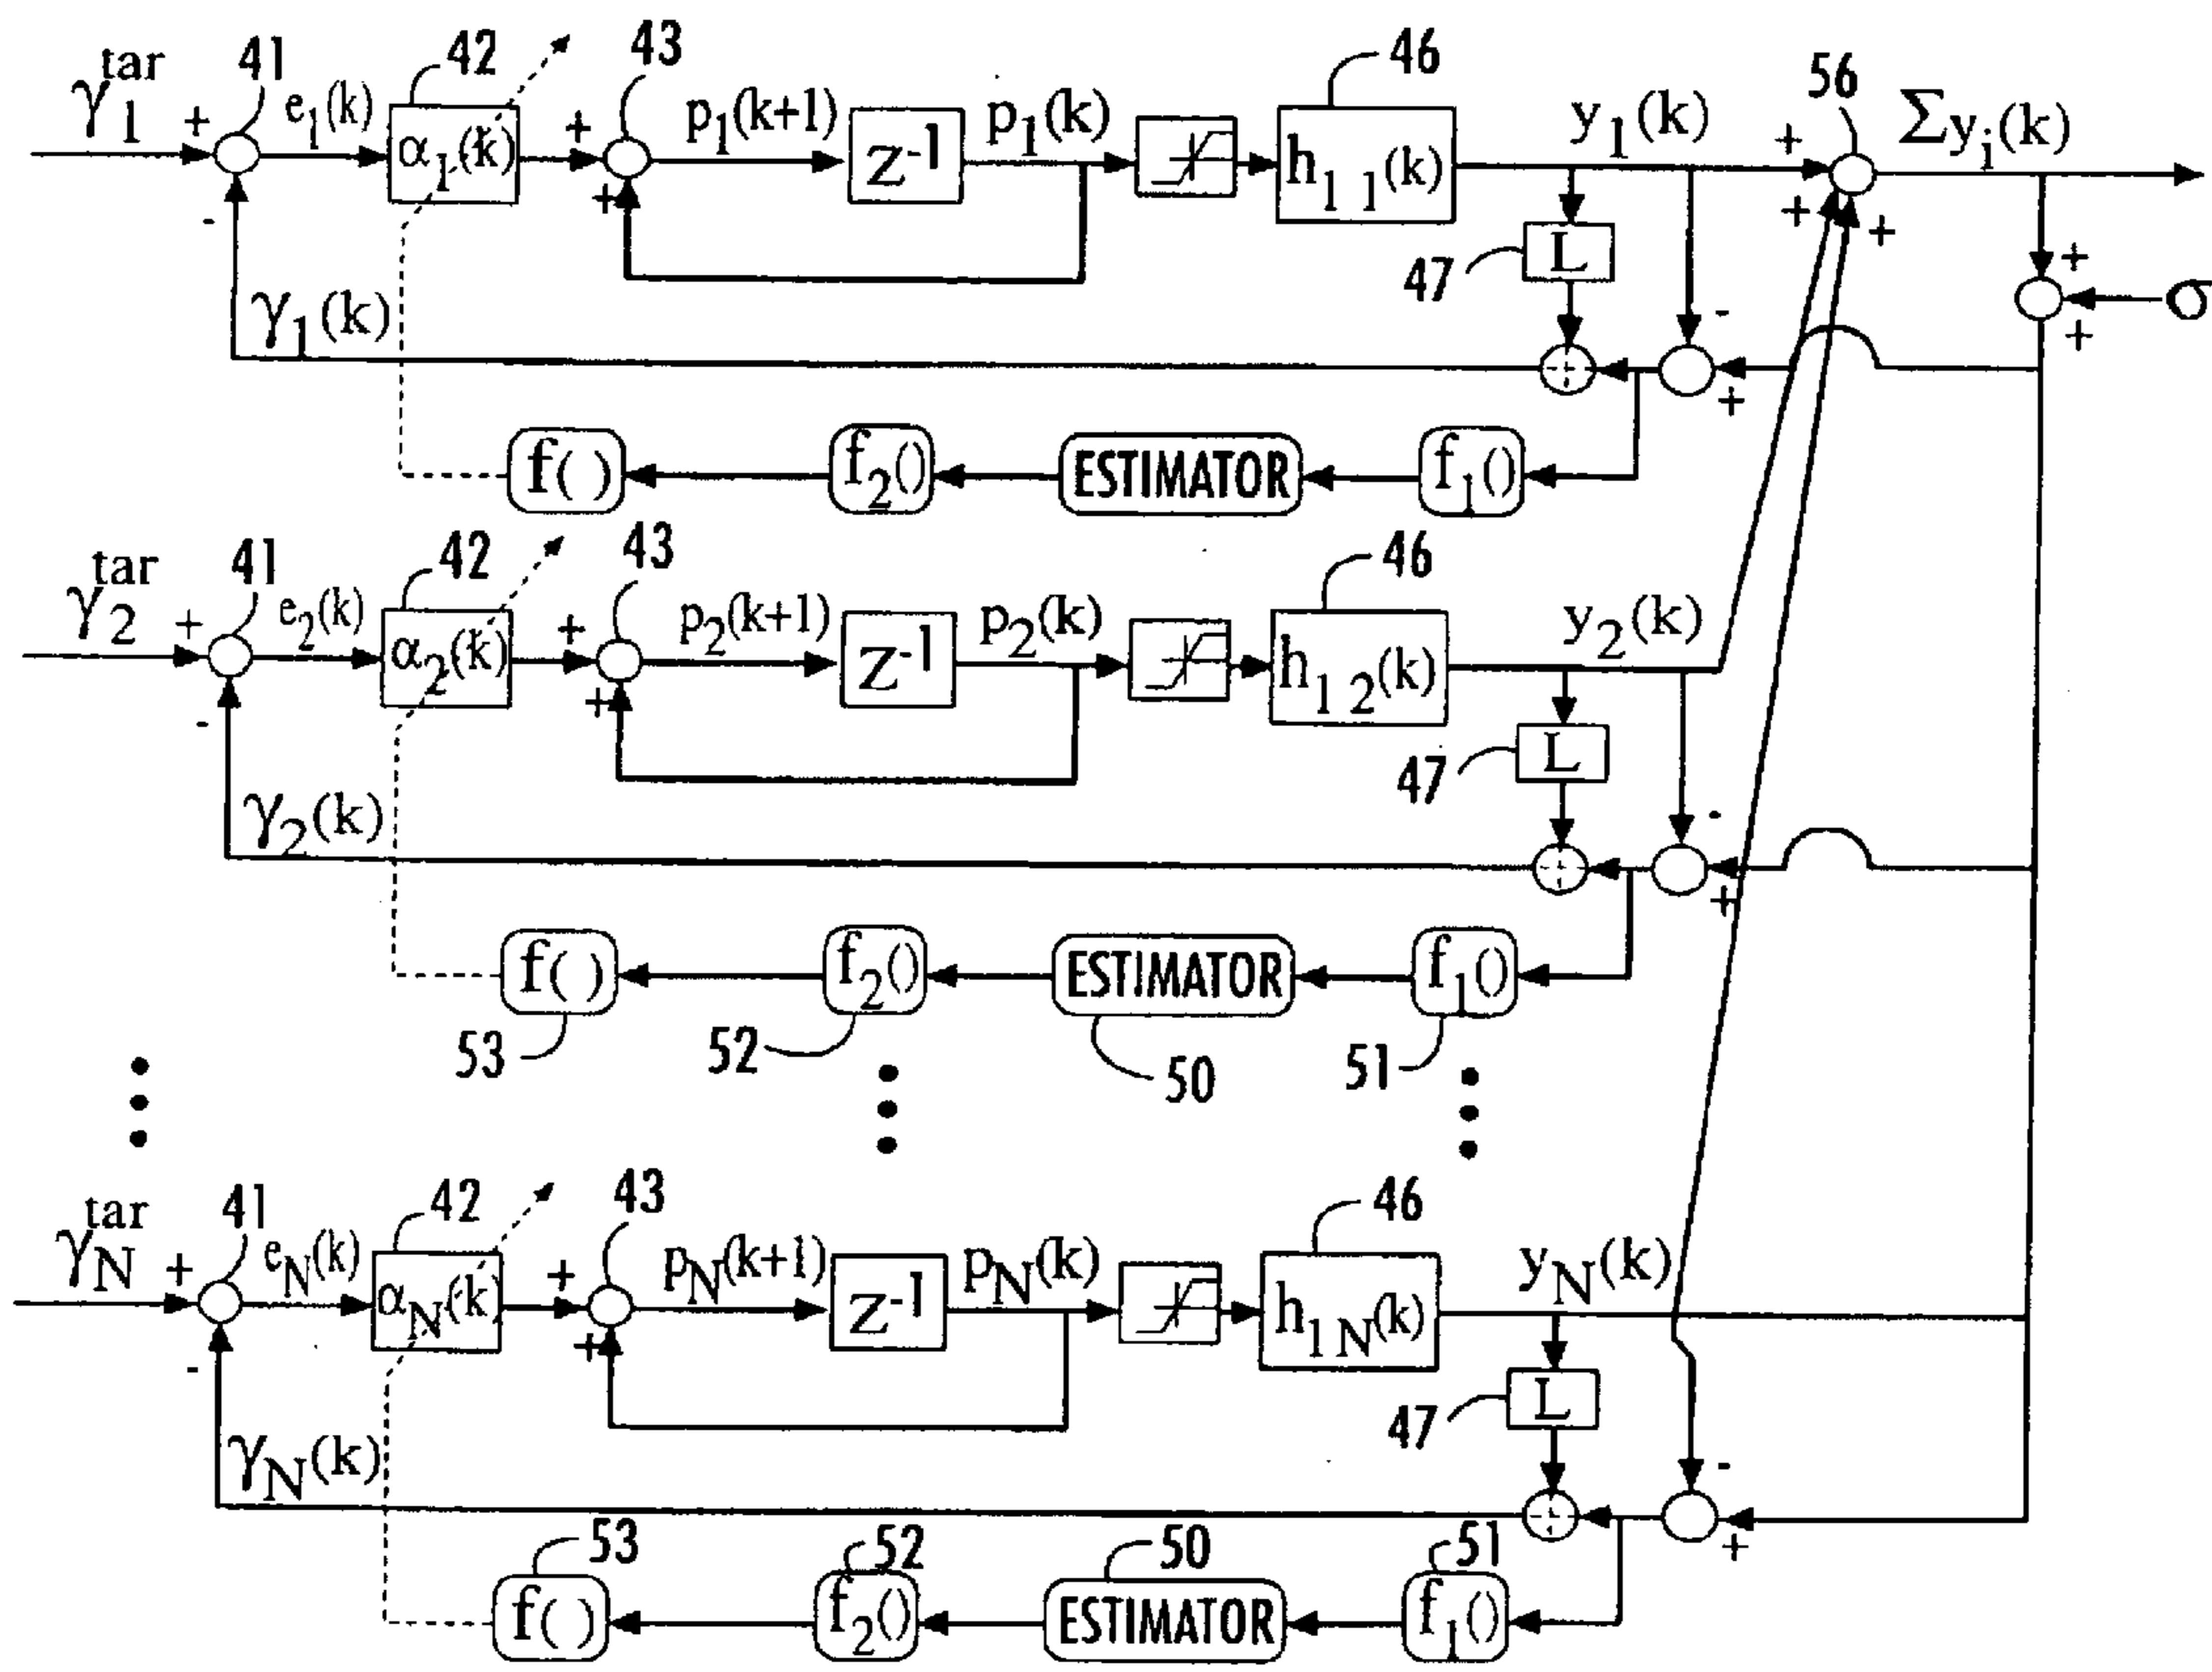 γ₁ᵗᵃʳ + 41 e₁(k) 42 α₁(k) + 43 p₁(k+1) Z⁻¹ p₁(k) 46 h₁₁(k) y₁(k) + 56 Σyᵢ(k)
- + + +
47 L +
γ₁(k) - + σ
+ +
f( ) f₂() ESTIMATOR f₁()
γ₂ᵗᵃʳ + 41 e₂(k) 42 α₂(k) + 43 p₂(k+1) Z⁻¹ p₂(k) 46 h₁₂(k) y₂(k)
- +
47 L
γ₂(k) -
+ +
f( ) f₂() ESTIMATOR f₁()
53 52 50 51
γNᵗᵃʳ + 41 eN(k) 42 αN(k) + 43 pN(k+1) Z⁻¹ pN(k) 46 h₁N(k) yN(k)
- +
47 L
γN(k) -
+ +
53 52 50 51
f( ) f₂() ESTIMATOR f₁()